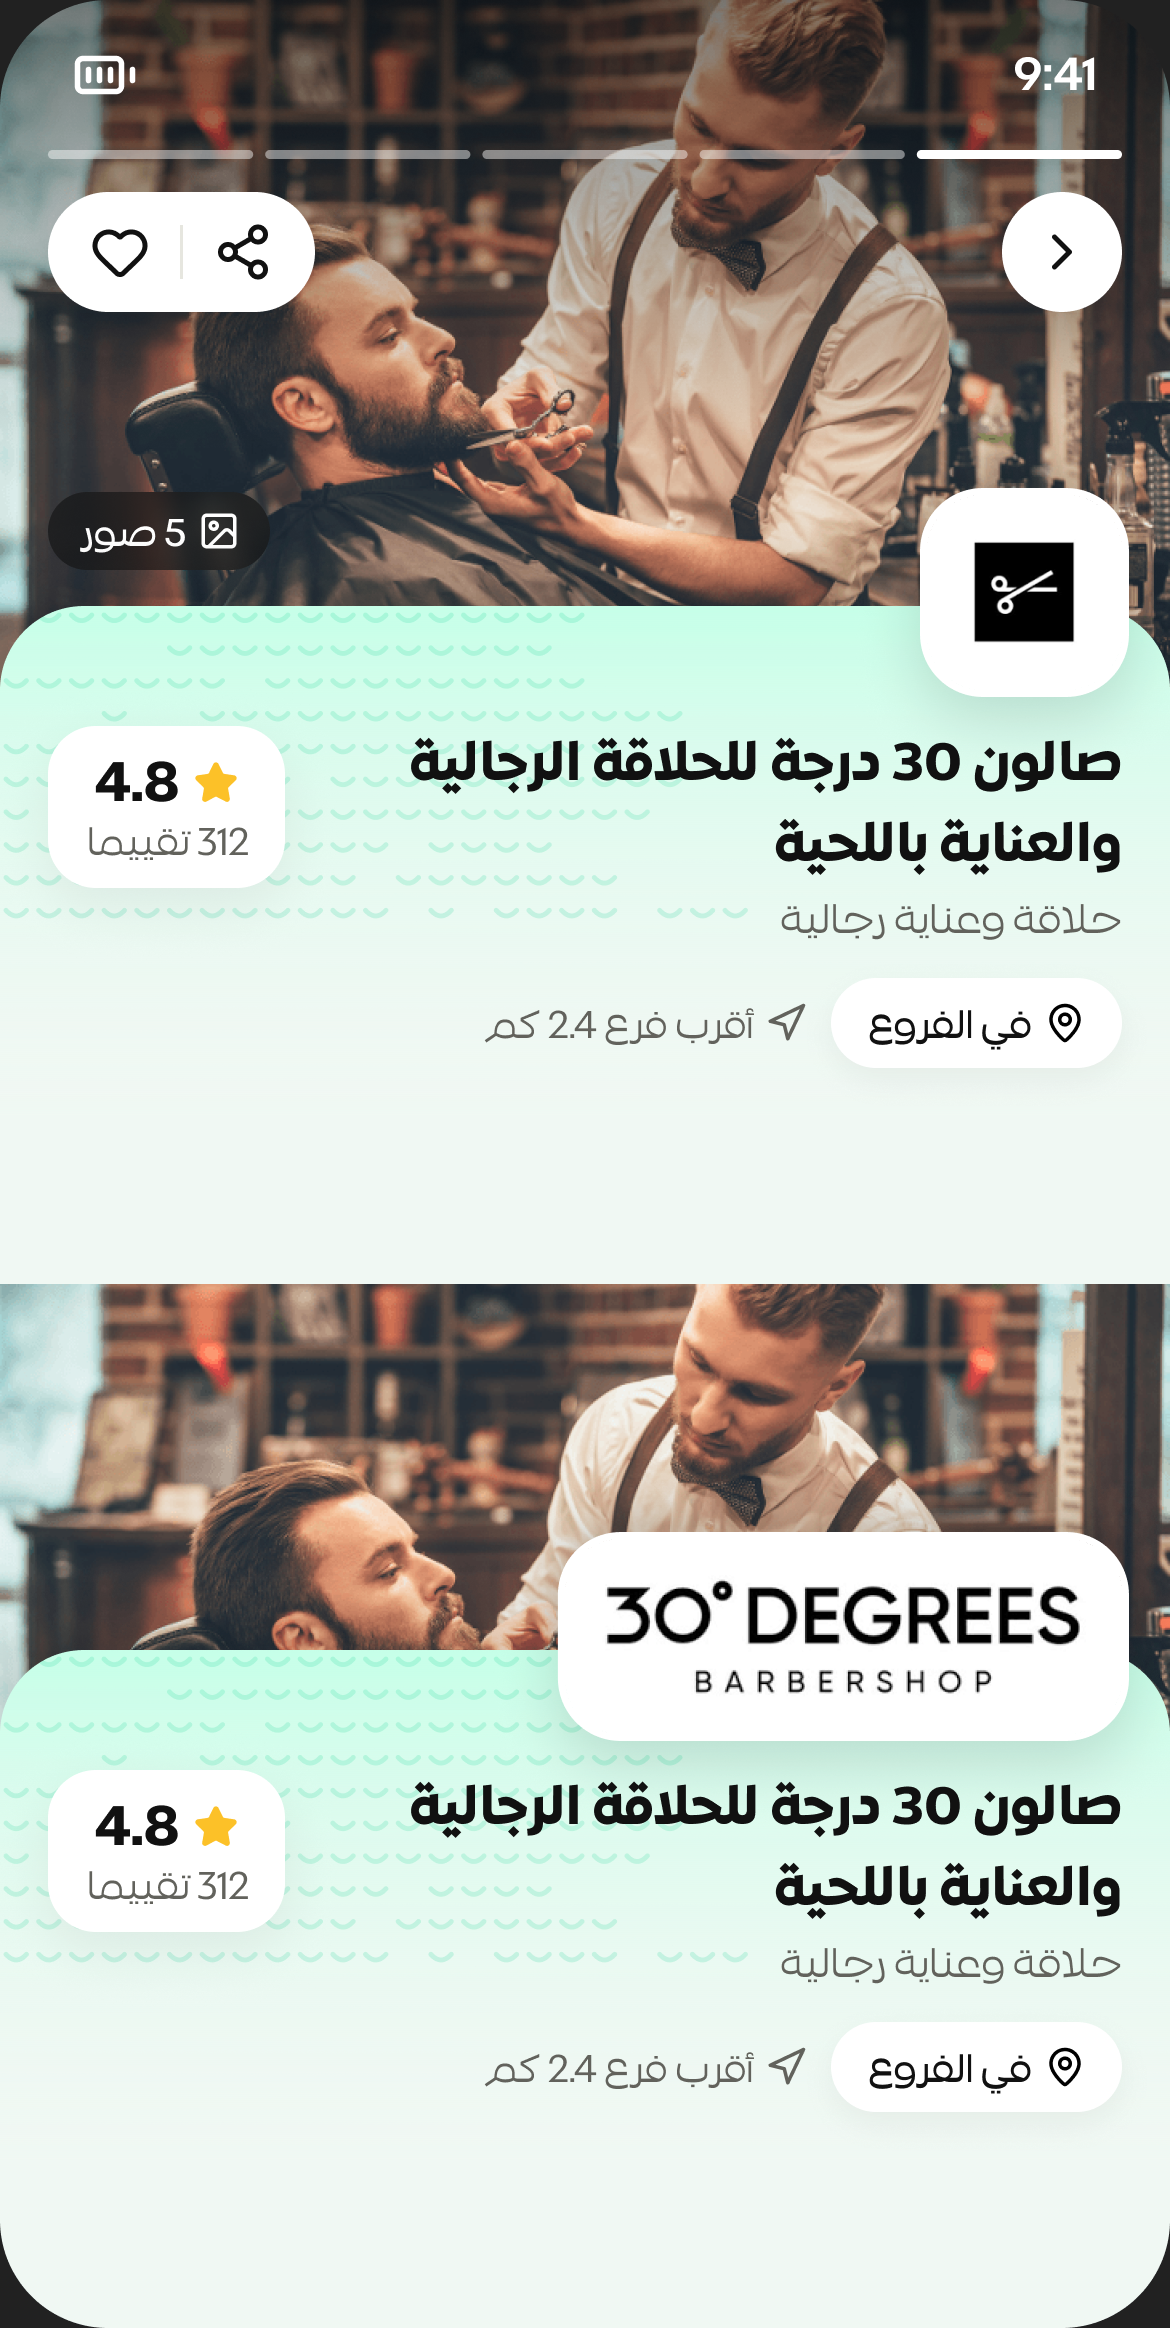 9:41
5 صور
صالون 30 درجة للحلاقة الرجالية
والعناية باللحية
4.8
312 تقييما
حلاقة وعناية رجالية
في الفروع
أقرب فرع 2.4 كم
30° DEGREES
BARBERSHOP
صالون 30 درجة للحلاقة الرجالية
والعناية باللحية
4.8
312 تقييما
حلاقة وعناية رجالية
في الفروع
أقرب فرع 2.4 كم